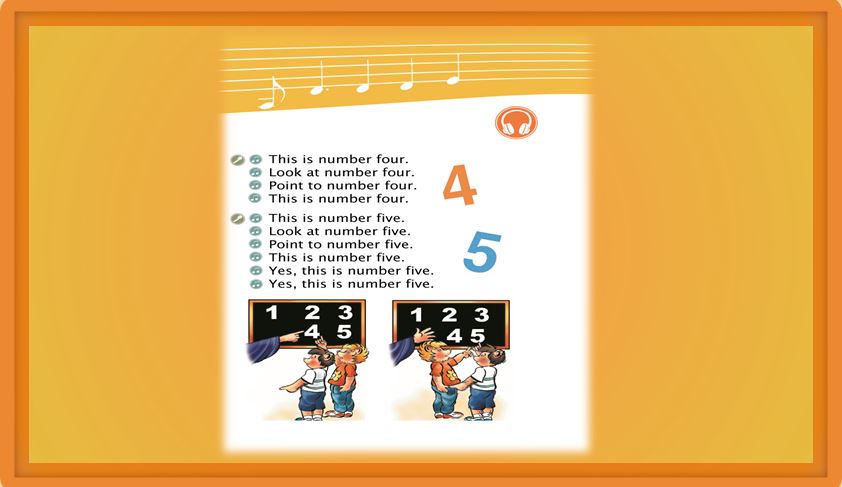 This is number four.
Look at number four.
Point to number four.
This is number four.
4
This is number five.
Look at number five.
Point to number five.
This is number five.
Yes, this is number five.
Yes, this is number five.
5
1 2 3
4 5
1 2 3
4 5